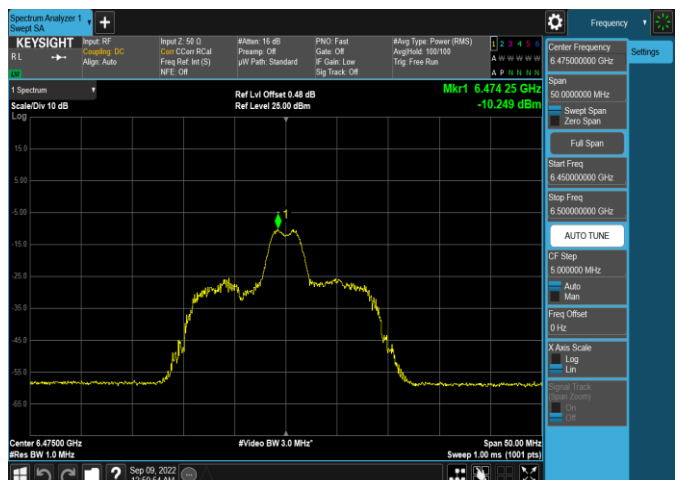 Spectrum Analyzer 1
Swept SA
+
Frequency
KEYSIGHT
RL
LW
Input: RF
Coupling: DC
Align: Auto
Input Z: 50 Ω
Corr CCorr RCal
Freq Ref: Int (S)
NFE: Off
#Atten: 16 dB
Preamp: Off
µW Path: Standard
PNO: Fast
Gate: Off
IF Gain: Low
Sig Track: Off
#Avg Type: Power (RMS)
Avg|Hold: 100/100
Trig: Free Run
1 2 3 4 5 6
A W W W W W
A P N N N N
1 Spectrum
Scale/Div 10 dB
Log
Ref Lvl Offset 0.48 dB
Ref Level 25.00 dBm
Mkr1 6.474 25 GHz
-10.249 dBm
15.0
5.00
-5.00
-15.0
-25.0
-35.0
-45.0
-55.0
-65.0
1
Center 6.47500 GHz
#Res BW 1.0 MHz
#Video BW 3.0 MHz*
Span 50.00 MHz
Sweep 1.00 ms (1001 pts)
Center Frequency
6.475000000 GHz
Span
50.0000000 MHz
Swept Span
Zero Span
Full Span
Start Freq
6.450000000 GHz
Stop Freq
6.500000000 GHz
AUTO TUNE
CF Step
5.000000 MHz
Auto
Man
Freq Offset
0 Hz
X Axis Scale
Log
Lin
Signal Track
(Span Zoom)
On
Off
Settings
?
Sep 09, 2022